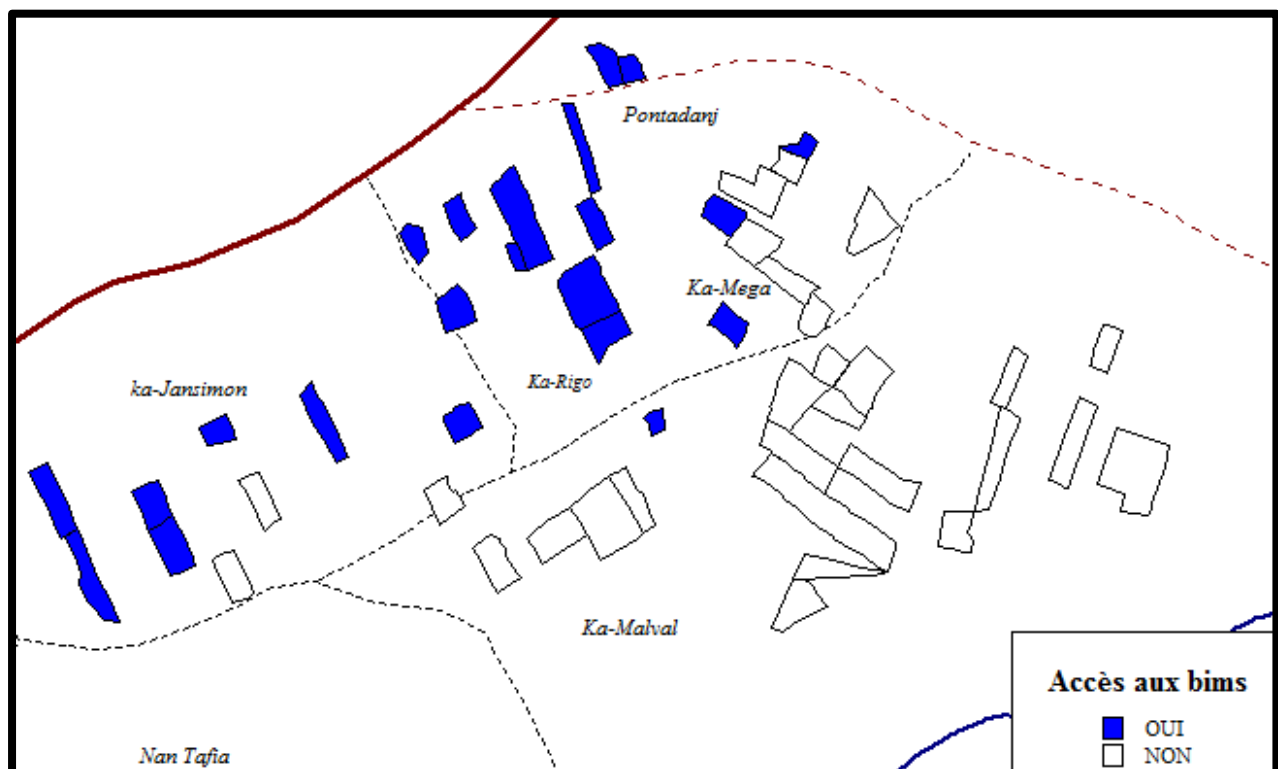 Pontadanj
Ka-Mega
ka-Jansimon
Ka-Rigo
Ka-Malval
Nan Tafia
Accès aux bims
OUI
NON